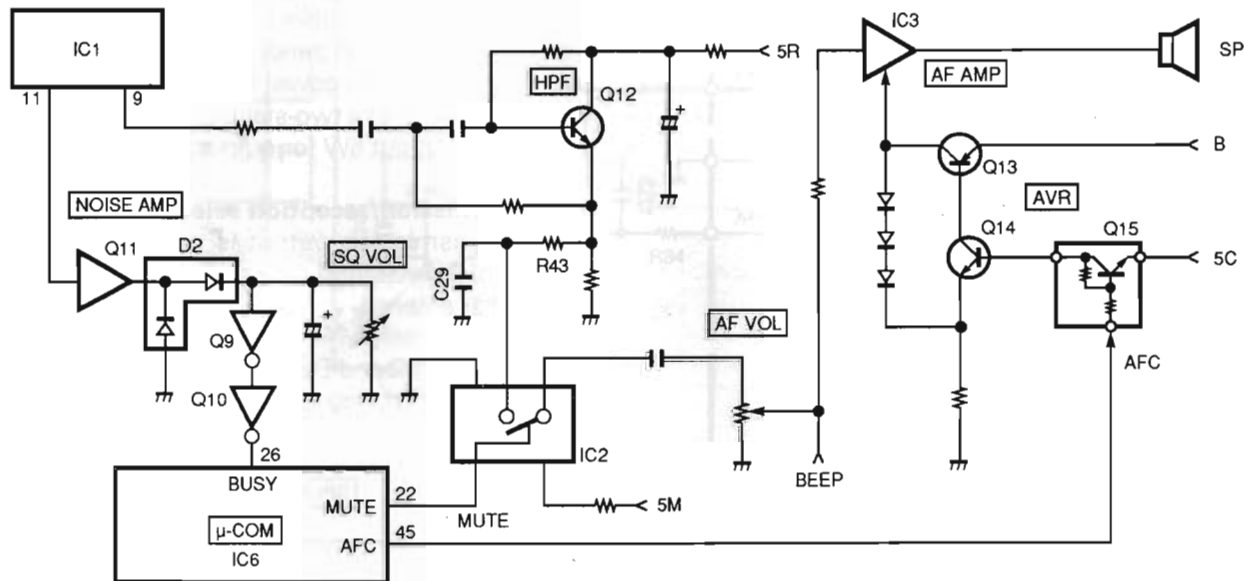 IC1
11
9
HPF
Q12
5R
IC3
AF AMP
SP
Q13
B
NOISE AMP
Q11
D2
SQ VOL
C29
R43
AVR
Q14
Q15
5C
AF VOL
AFC
Q9
Q10
IC2
BEEP
26
BUSY
MUTE
22
MUTE
5M
µ-COM
AFC
45
IC6